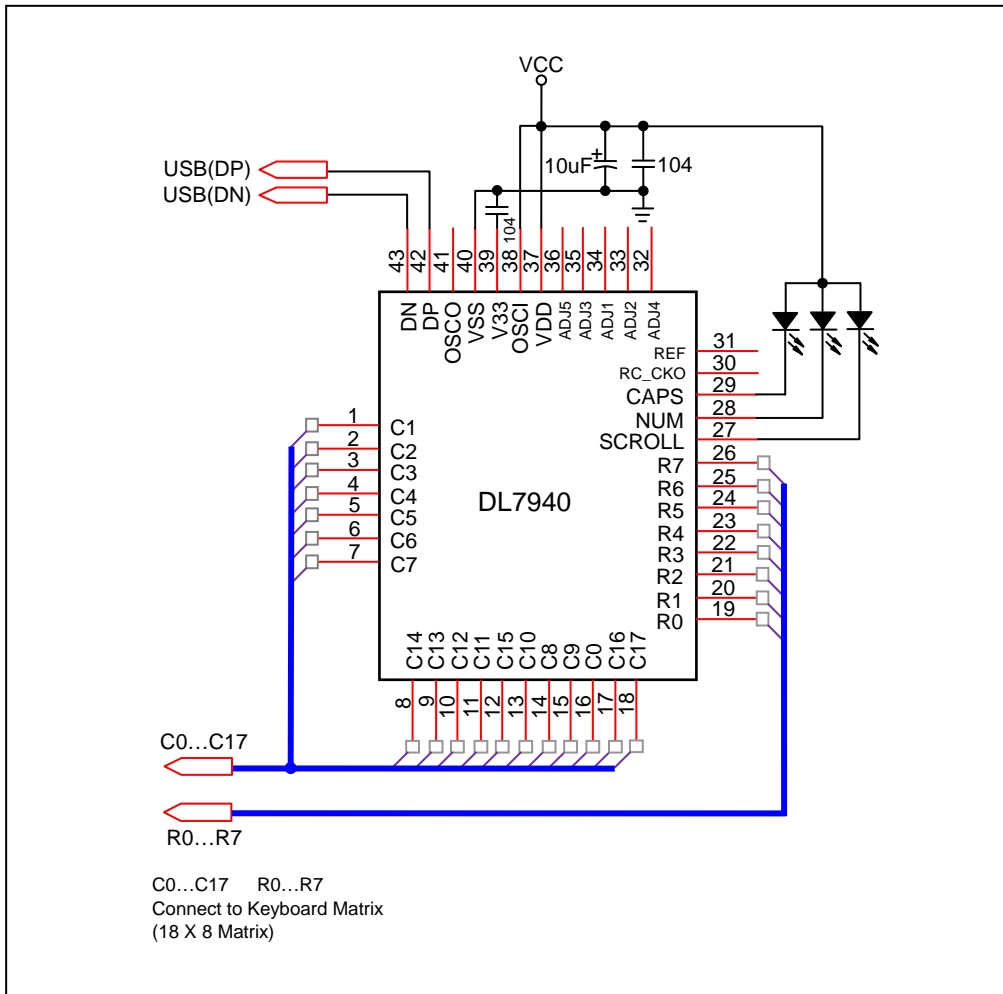 VCC
10uF
+
104
USB(DP)
USB(DN)
104
43
42
41
40
39
38
37
36
35
34
33
32
DN
DP
OSCO
VSS
V33
OSCI
VDD
ADJ5
ADJ3
ADJ1
ADJ2
ADJ4
REF 31
RC_CKO 30
CAPS 29
NUM 28
SCROLL 27
R7 26
R6 25
R5 24
R4 23
R3 22
R2 21
R1 20
R0 19
1 C1
2 C2
3 C3
4 C4
5 C5
6 C6
7 C7
DL7940
C14
C13
C12
C11
C15
C10
C8
C9
C0
C16
C17
8
9
10
11
12
13
14
15
16
17
18
C0...C17
R0...R7
C0...C17 R0...R7
Connect to Keyboard Matrix
(18 X 8 Matrix)